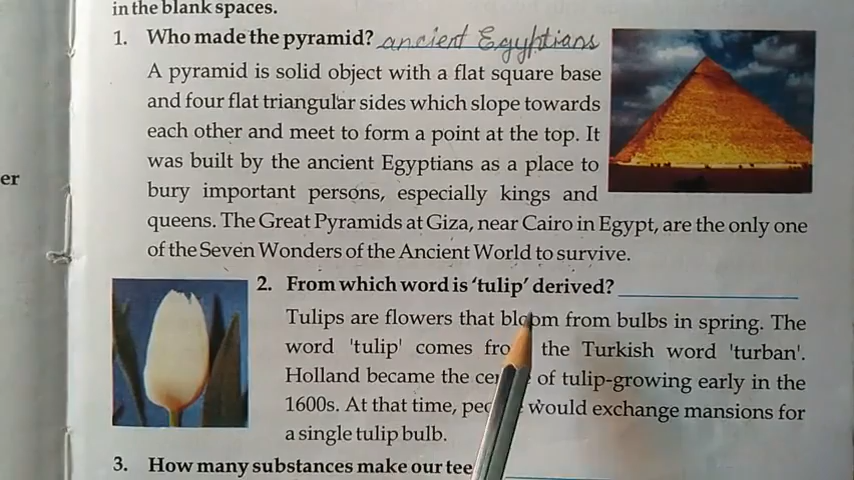 in the blank spaces.
1. Who made the pyramid? ancient Egyptians
A pyramid is solid object with a flat square base
and four flat triangular sides which slope towards
each other and meet to form a point at the top. It
was built by the ancient Egyptians as a place to
er
bury important persons, especially kings and
queens. The Great Pyramids at Giza, near Cairo in Egypt, are the only one
of the Seven Wonders of the Ancient World to survive.
2. From which word is 'tulip' derived?
Tulips are flowers that bloom from bulbs in spring. The
word 'tulip' comes the Turkish word 'turban'.
Holland became the of tulip-growing early in the
1600s. At that time, would exchange mansions for
a single tulip bulb.
3. How many substances make our